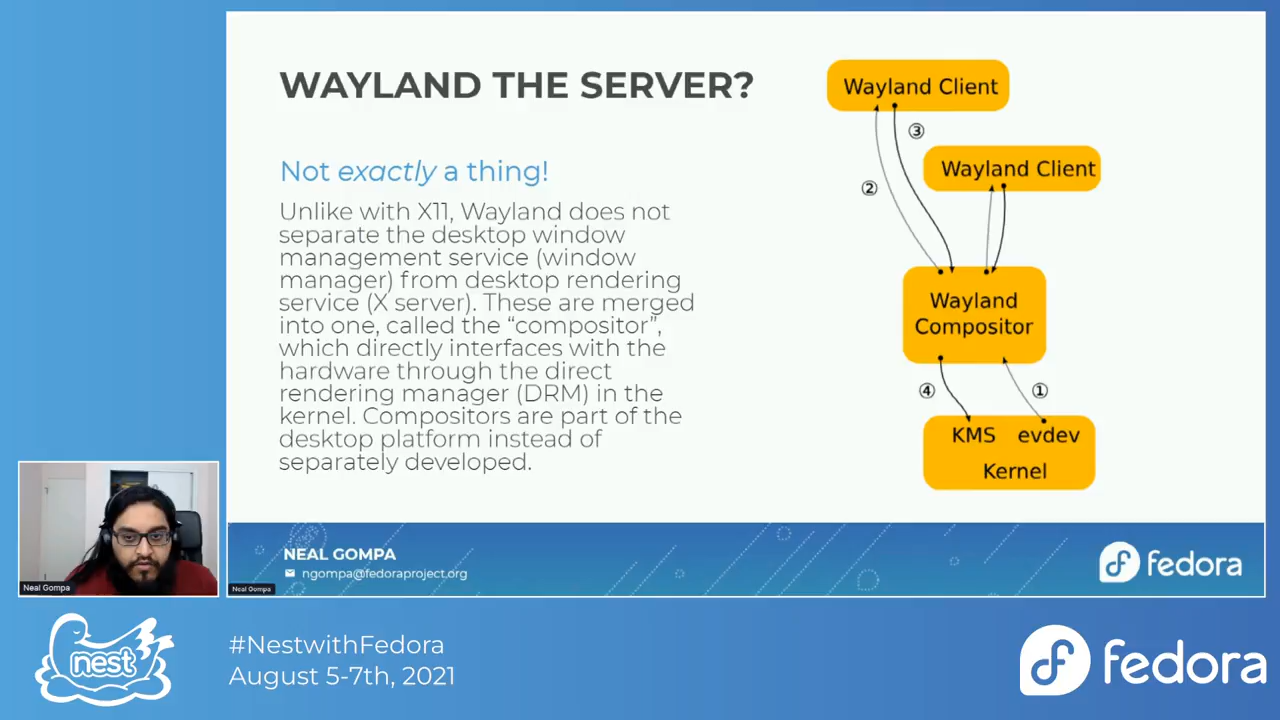 WAYLAND THE SERVER?
Not exactly a thing!
Unlike with X11, Wayland does not
separate the desktop window
management service (window
manager) from desktop rendering
service (X server). These are merged
into one, called the “compositor”,
which directly interfaces with the
hardware through the direct
rendering manager (DRM) in the
kernel. Compositors are part of the
desktop platform instead of
separately developed.
Wayland Client
③
Wayland Client
②
Wayland
Compositor
④
①
KMS evdev
Kernel
NEAL GOMPA
ngompa@fedoraproject.org
fedora
Neal Gompa
Neal Gompa
nest
#NestwithFedora
August 5-7th, 2021
fedora